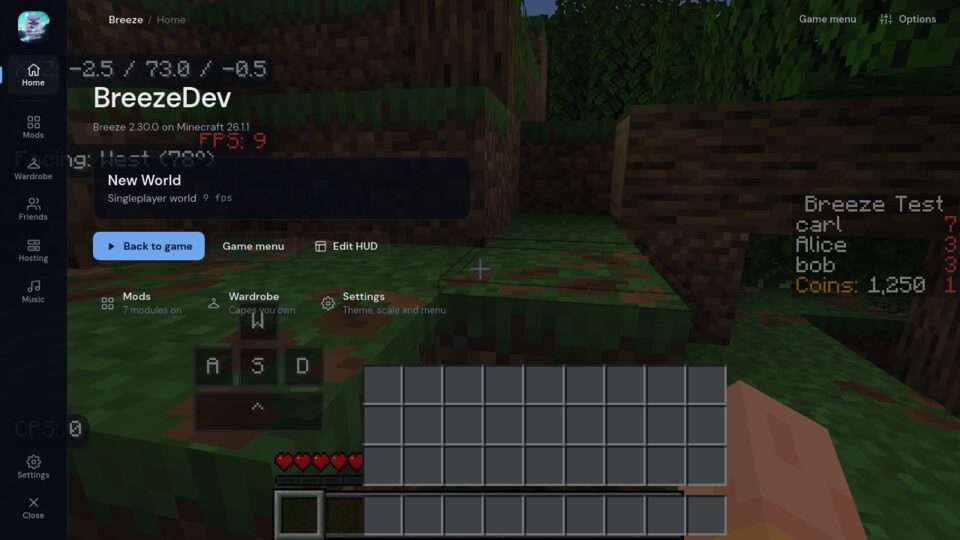 Breeze / Home
Game menu
Options
XYZ: -2.5 / 73.0 / -0.5
Home
BreezeDev
Breeze 2.30.0 on Minecraft 26.1.1
FPS: 9
Mods
Facing: West (78°)
Wardrobe
New World
Singleplayer world 9 fps
Friends
Breeze Test
carl 7
Alice 3
bob 3
Coins: 1,250 1
Hosting
Back to game
Game menu
Edit HUD
Music
Mods
7 modules on
Wardrobe
Capes you own
Settings
Theme, scale and menu
W
A S D
^
CPS: 0
Settings
Close